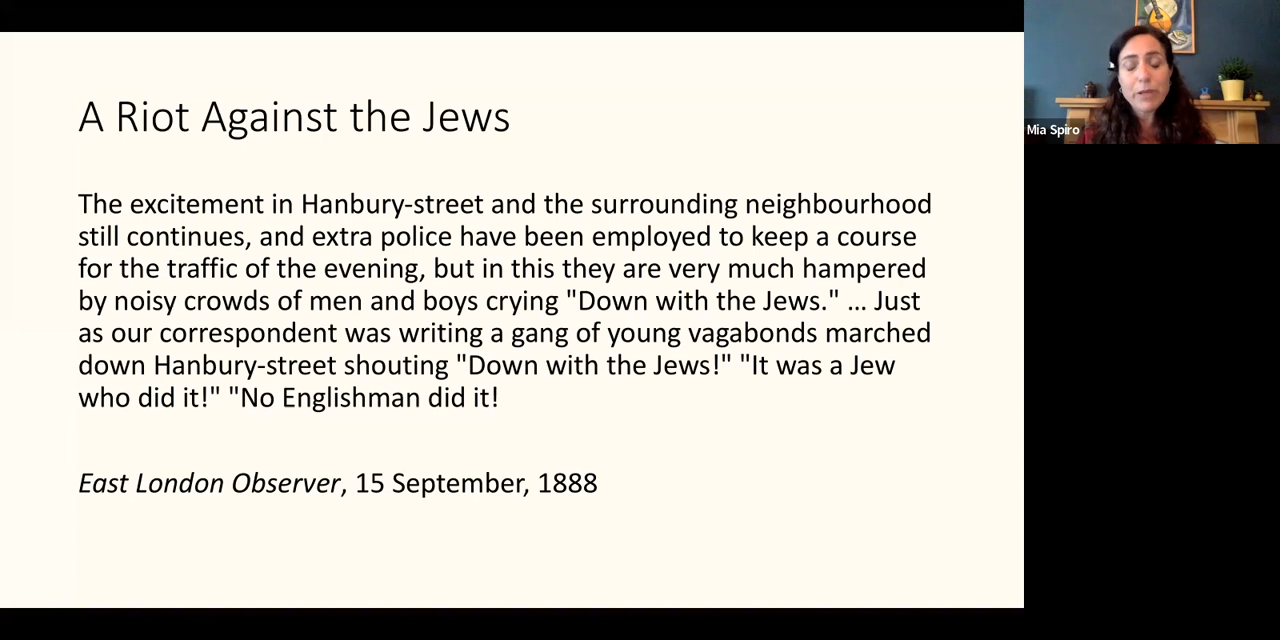 A Riot Against the Jews
The excitement in Hanbury-street and the surrounding neighbourhood
still continues, and extra police have been employed to keep a course
for the traffic of the evening, but in this they are very much hampered
by noisy crowds of men and boys crying "Down with the Jews." ... Just
as our correspondent was writing a gang of young vagabonds marched
down Hanbury-street shouting "Down with the Jews!" "It was a Jew
who did it!" "No Englishman did it!
East London Observer, 15 September, 1888
Mia Spiro